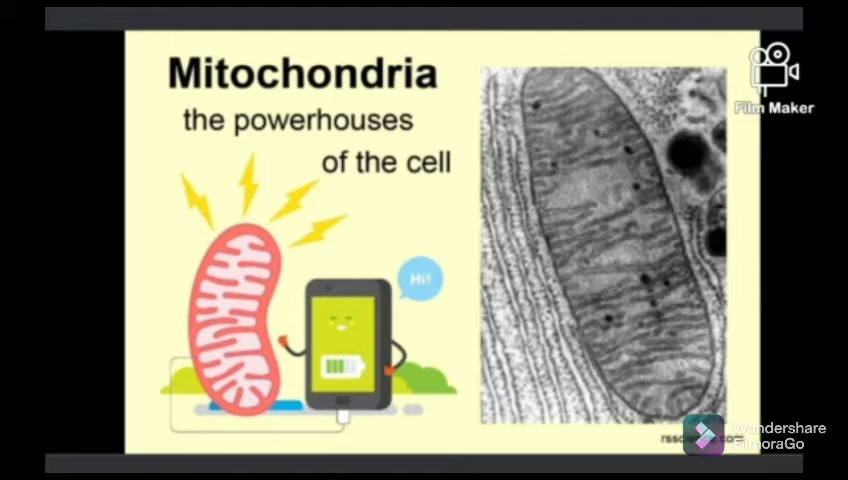 Mitochondria
the powerhouses
of the cell
Film Maker
Hi!
Wondershare
FilmoraGo